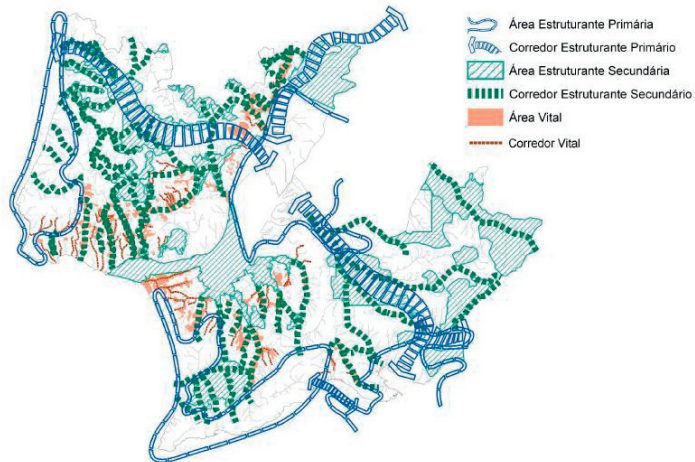 Área Estruturante Primária
Corredor Estruturante Primário
Área Estruturante Secundária
Corredor Estruturante Secundário
Área Vital
Corredor Vital